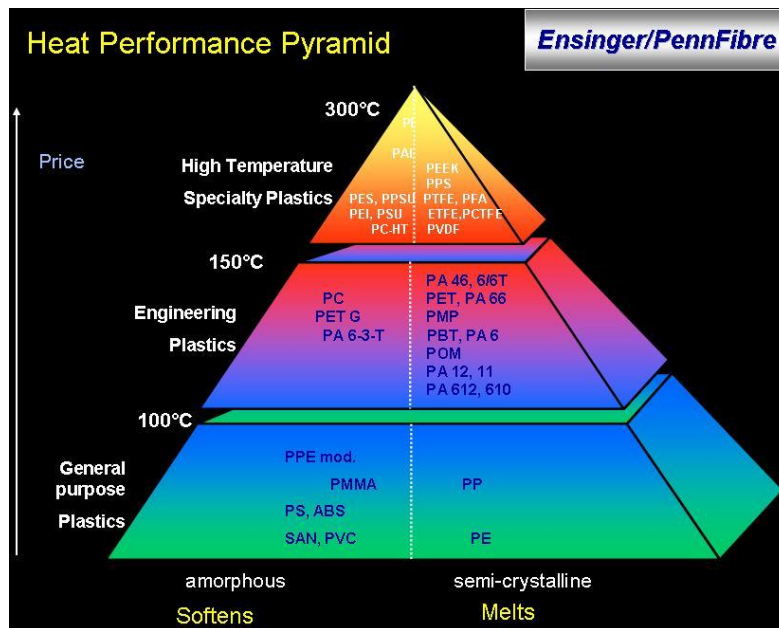 Heat Performance Pyramid
Ensinger/PennFibre
300°C
Price
High Temperature
Specialty Plastics
PEEK
PPS
PES, PPSU
PTFE, PFA
PEI, PSU
ETFE,PCTFE
PC-HT
PVDF
150°C
Engineering
Plastics
PC
PET G
PA 6-3-T
PA 46, 6/6T
PET, PA 66
PMP
PBT, PA 6
POM
PA 12, 11
PA 612, 610
100°C
General
purpose
Plastics
PPE mod.
PMMA
PP
PS, ABS
SAN, PVC
PE
amorphous
semi-crystalline
Softens
Melts